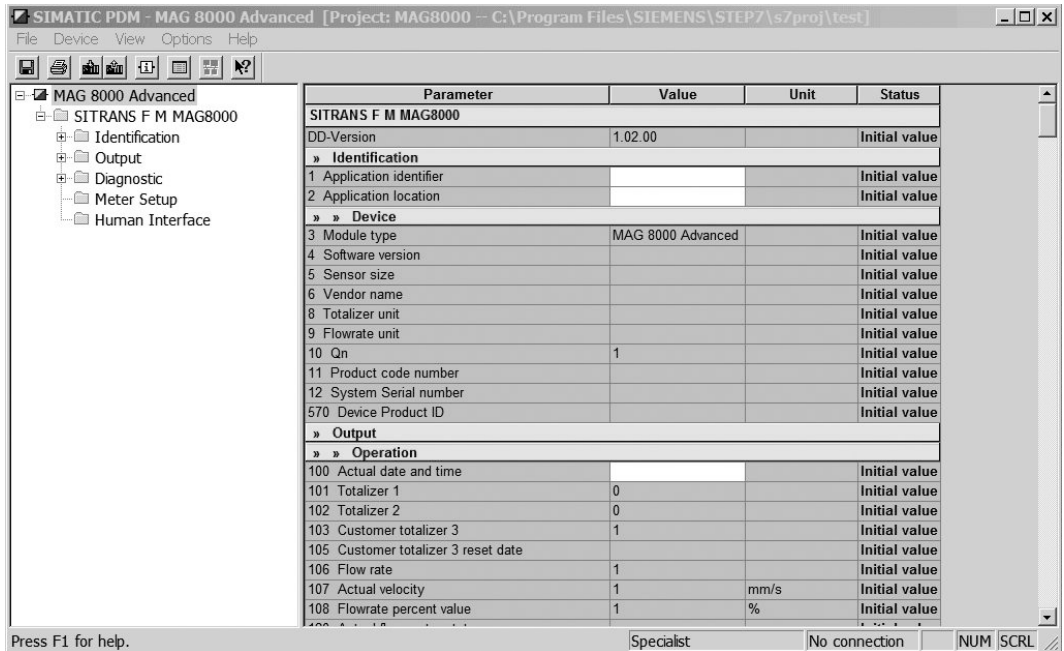 SIMATIC PDM - MAG 8000 Advanced [Project: MAG8000 -- C:\Program Files\SIEMENS\STEP7\s7proj\test]
File Device View Options Help
MAG 8000 Advanced
SITRANS F M MAG8000
Identification
Output
Diagnostic
Meter Setup
Human Interface
Parameter Value Unit Status
SITRANS F M MAG8000
DD-Version 1.02.00 Initial value
» Identification
1 Application identifier Initial value
2 Application location Initial value
» » Device
3 Module type MAG 8000 Advanced Initial value
4 Software version Initial value
5 Sensor size Initial value
6 Vendor name Initial value
8 Totalizer unit Initial value
9 Flowrate unit Initial value
10 Qn 1 Initial value
11 Product code number Initial value
12 System Serial number Initial value
570 Device Product ID Initial value
» Output
» » Operation
100 Actual date and time Initial value
101 Totalizer 1 0 Initial value
102 Totalizer 2 0 Initial value
103 Customer totalizer 3 1 Initial value
105 Customer totalizer 3 reset date Initial value
106 Flow rate 1 Initial value
107 Actual velocity 1 mm/s Initial value
108 Flowrate percent value 1 % Initial value
Press F1 for help. Specialist No connection NUM SCRL